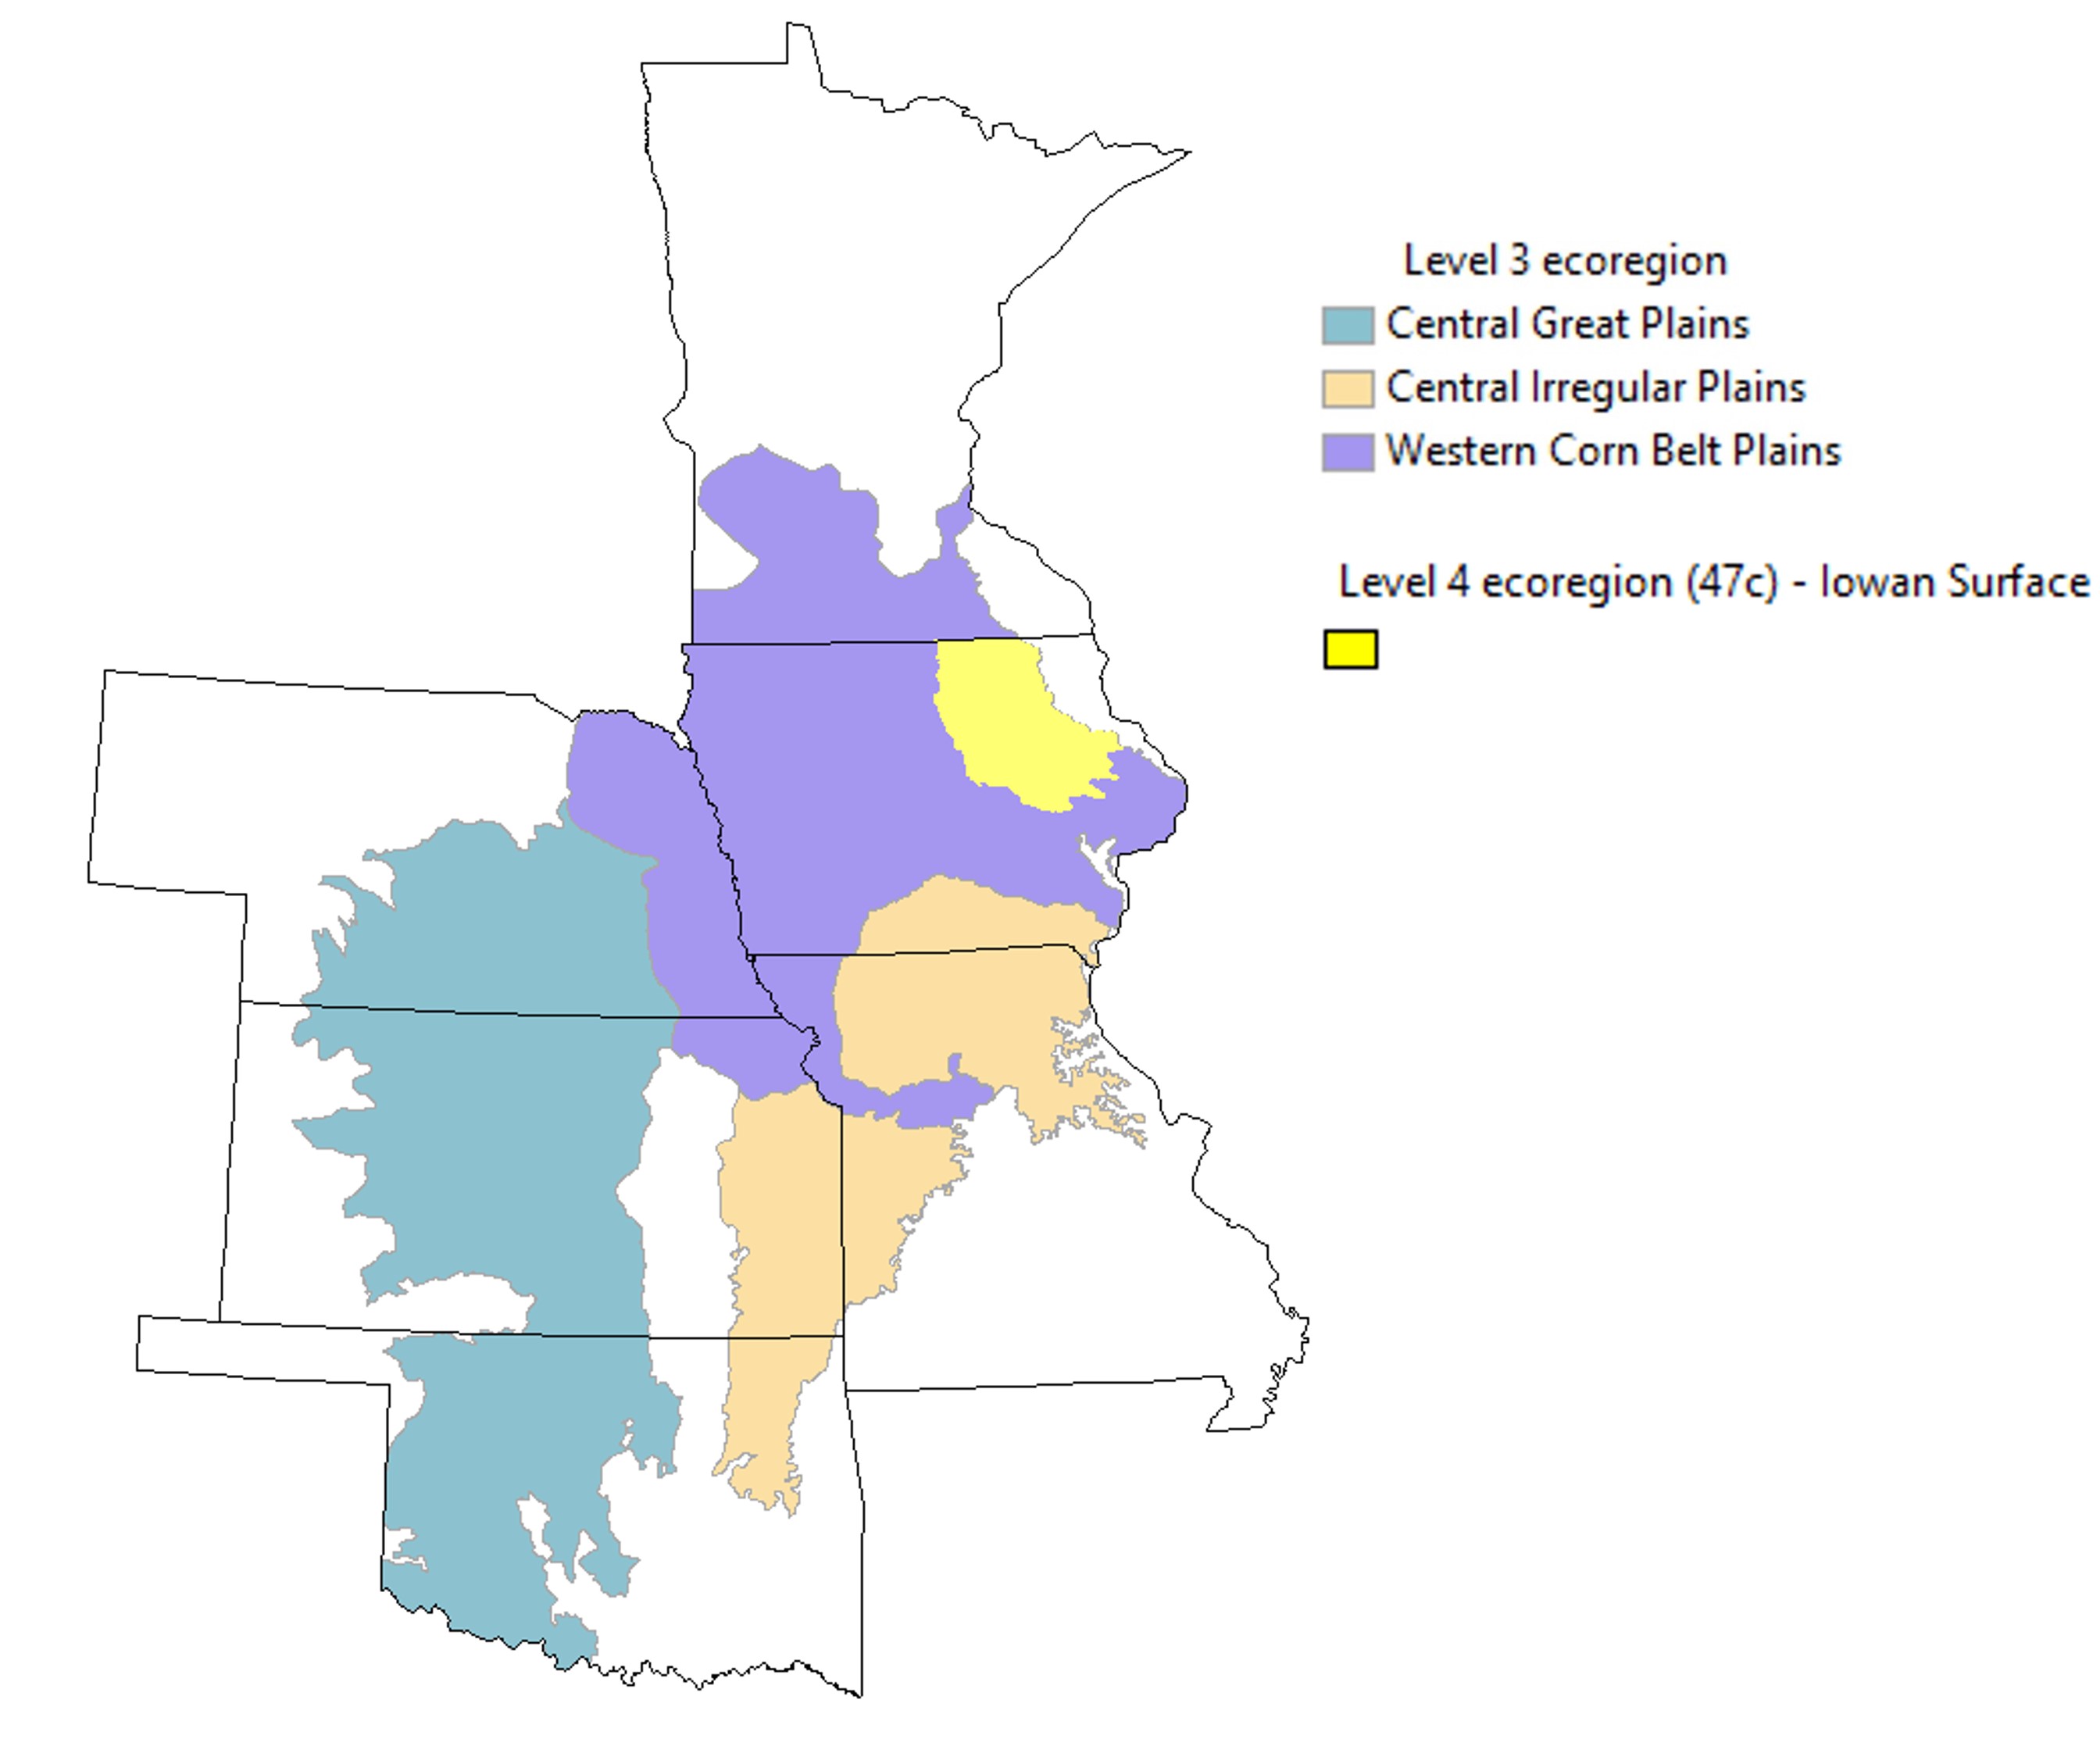 Level 3 ecoregion
Central Great Plains
Central Irregular Plains
Western Corn Belt Plains
Level 4 ecoregion (47c) - Iowan Surface